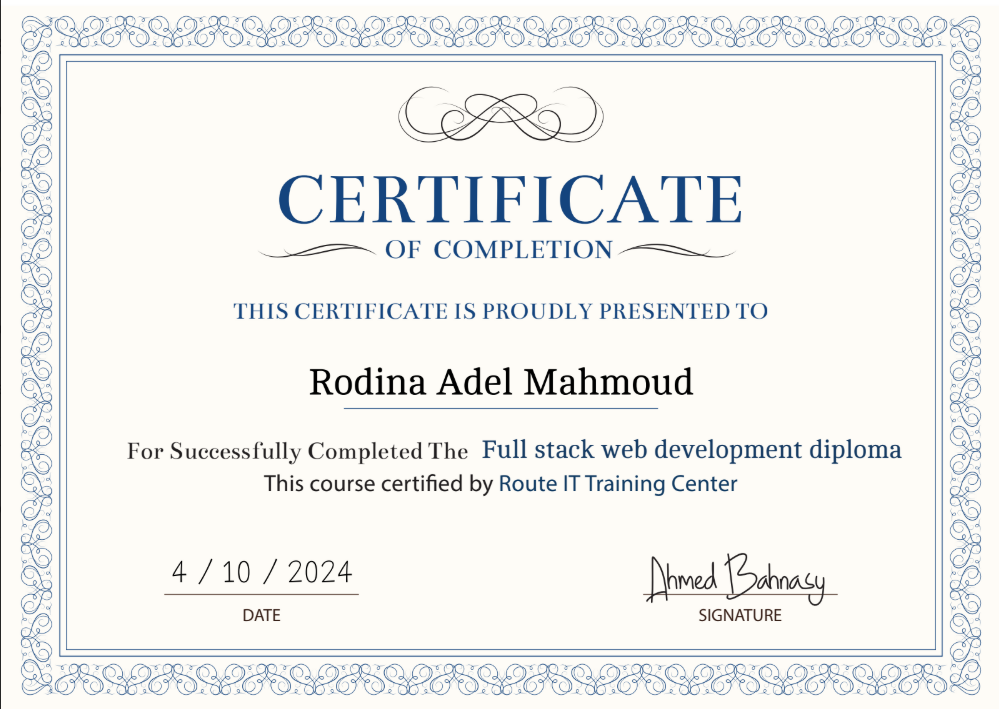 CERTIFICATE
OF COMPLETION
THIS CERTIFICATE IS PROUDLY PRESENTED TO
Rodina Adel Mahmoud
For Successfully Completed The Full stack web development diploma
This course certified by Route IT Training Center
4 / 10 / 2024
Ahmed Bahnasy
DATE
SIGNATURE